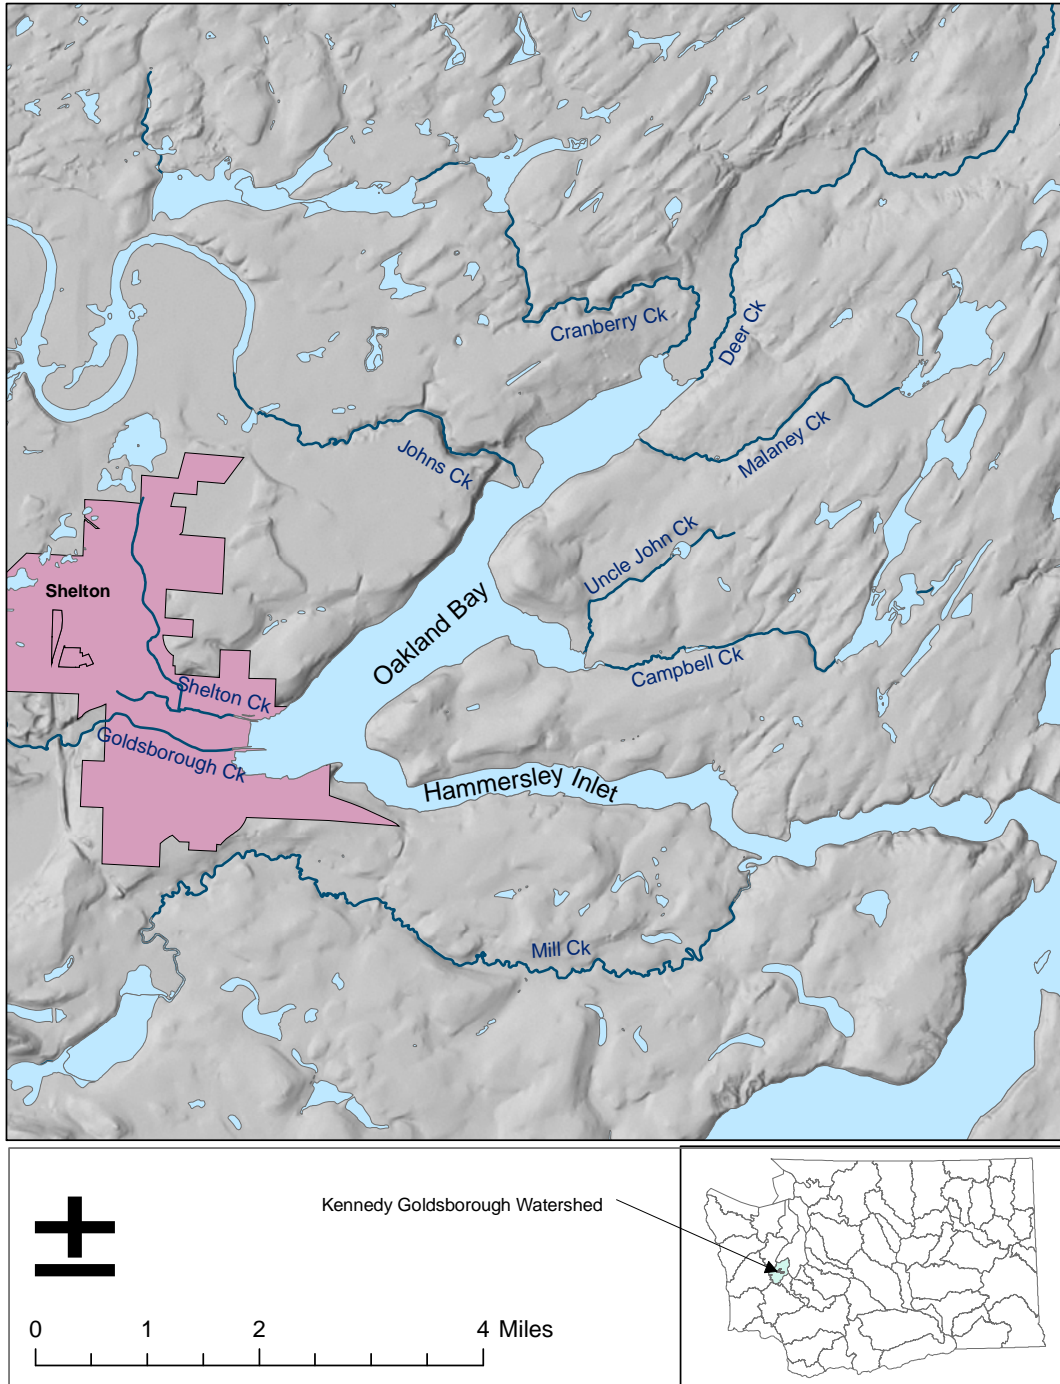 Cranberry Ck
Deer Ck
Malaney Ck
Johns Ck
Uncle John Ck
Shelton
Oakland Bay
Campbell Ck
Shelton Ck
Goldsborough Ck
Hammersley Inlet
Mill Ck
Kennedy Goldsborough Watershed
±
0 1 2 4 Miles